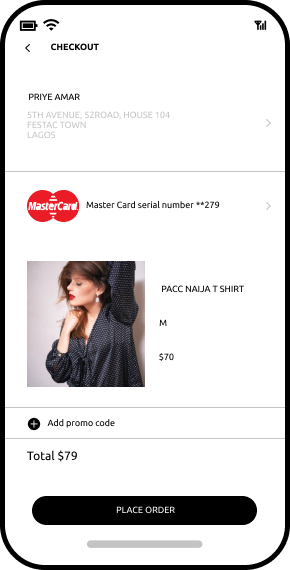 CHECKOUT
PRIYE AMAR
5TH AVENUE, 52ROAD, HOUSE 104
FESTAC TOWN
LAGOS
MasterCard
Master Card serial number **279
PACC NAIJA T SHIRT
M
$70
Add promo code
Total $79
PLACE ORDER